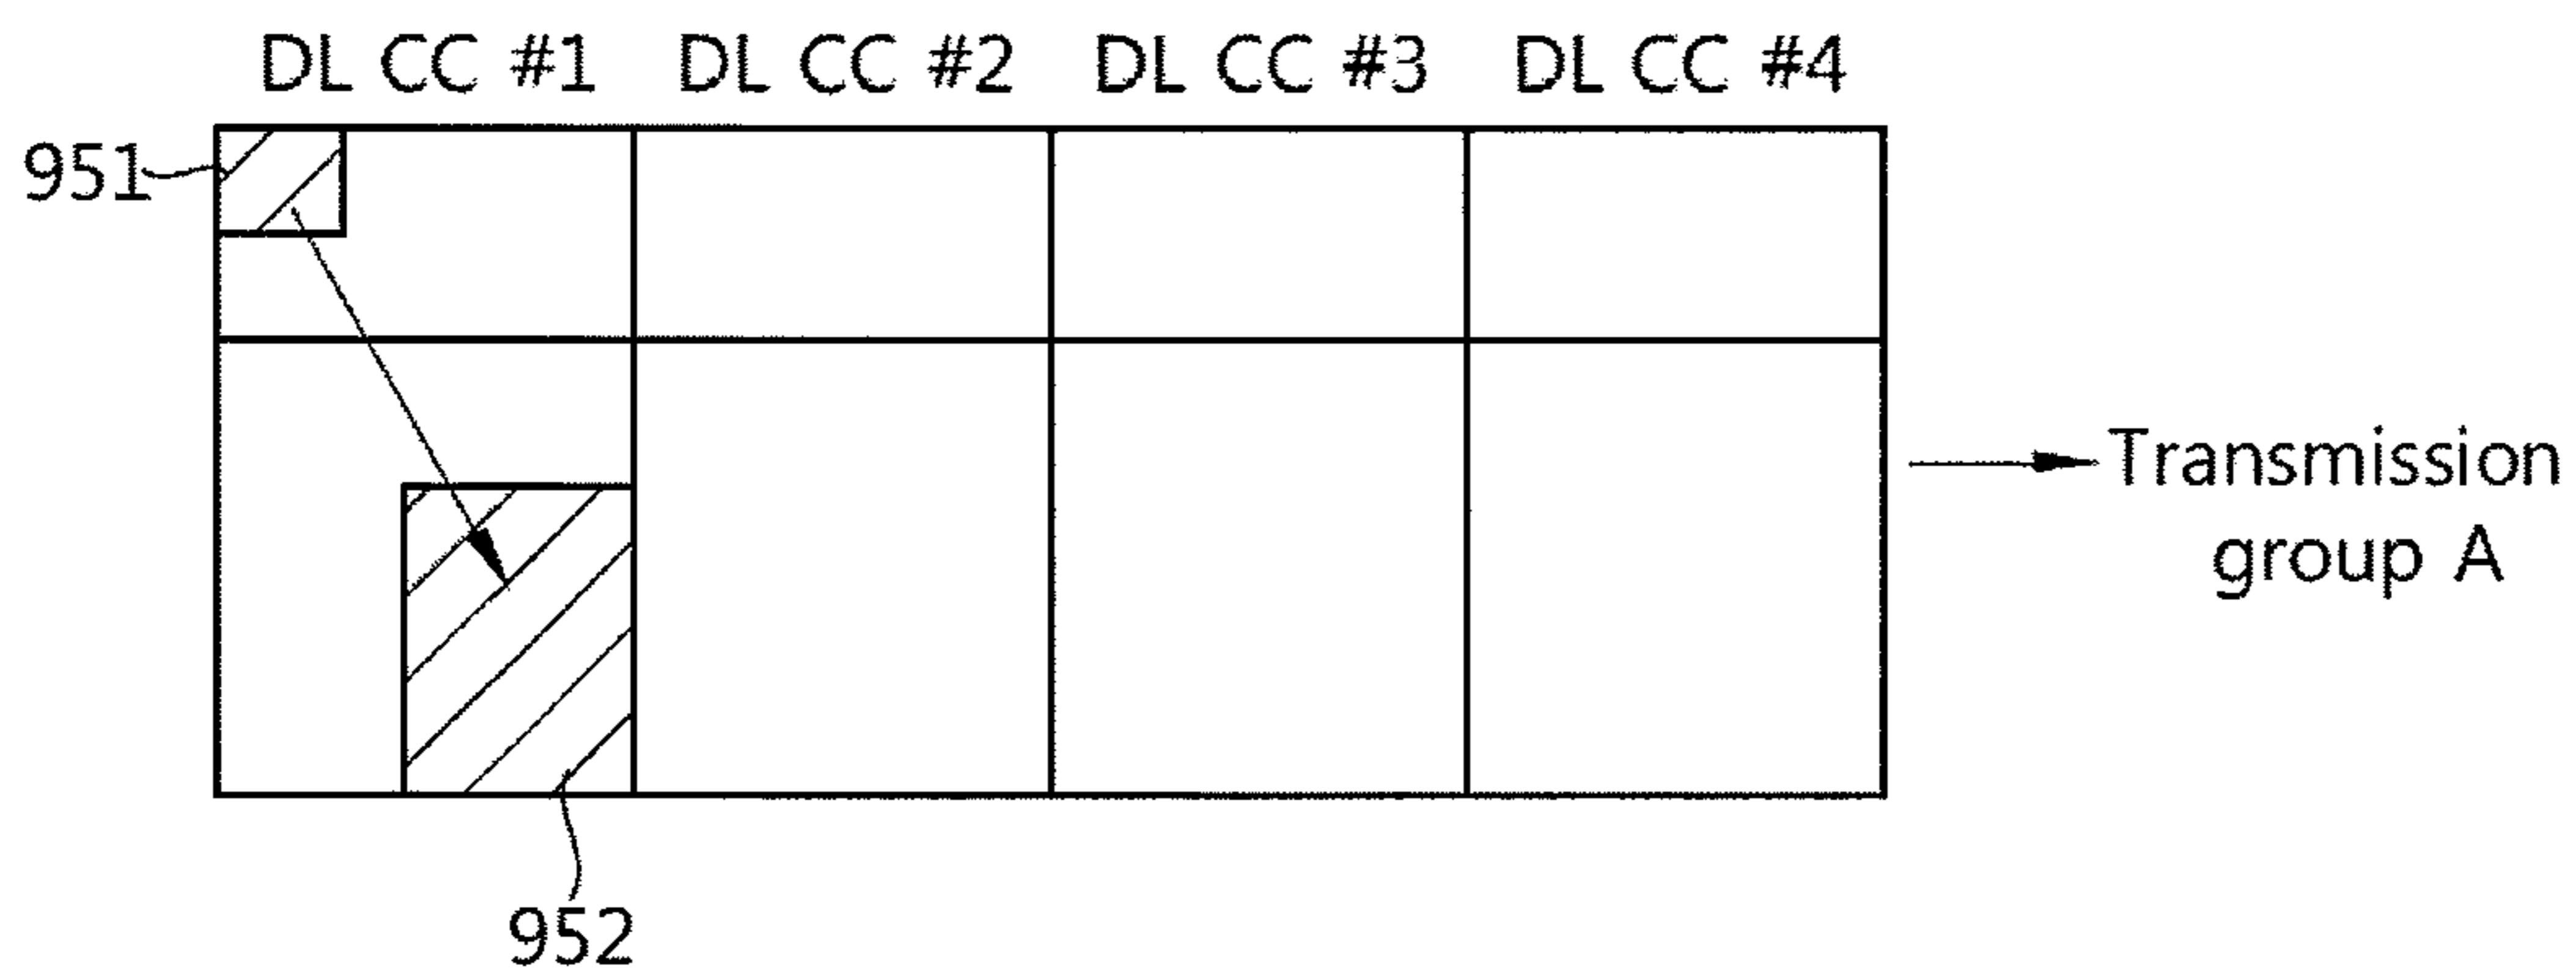 DL CC #1 DL CC #2 DL CC #3 DL CC #4
951
Transmission
group A
952